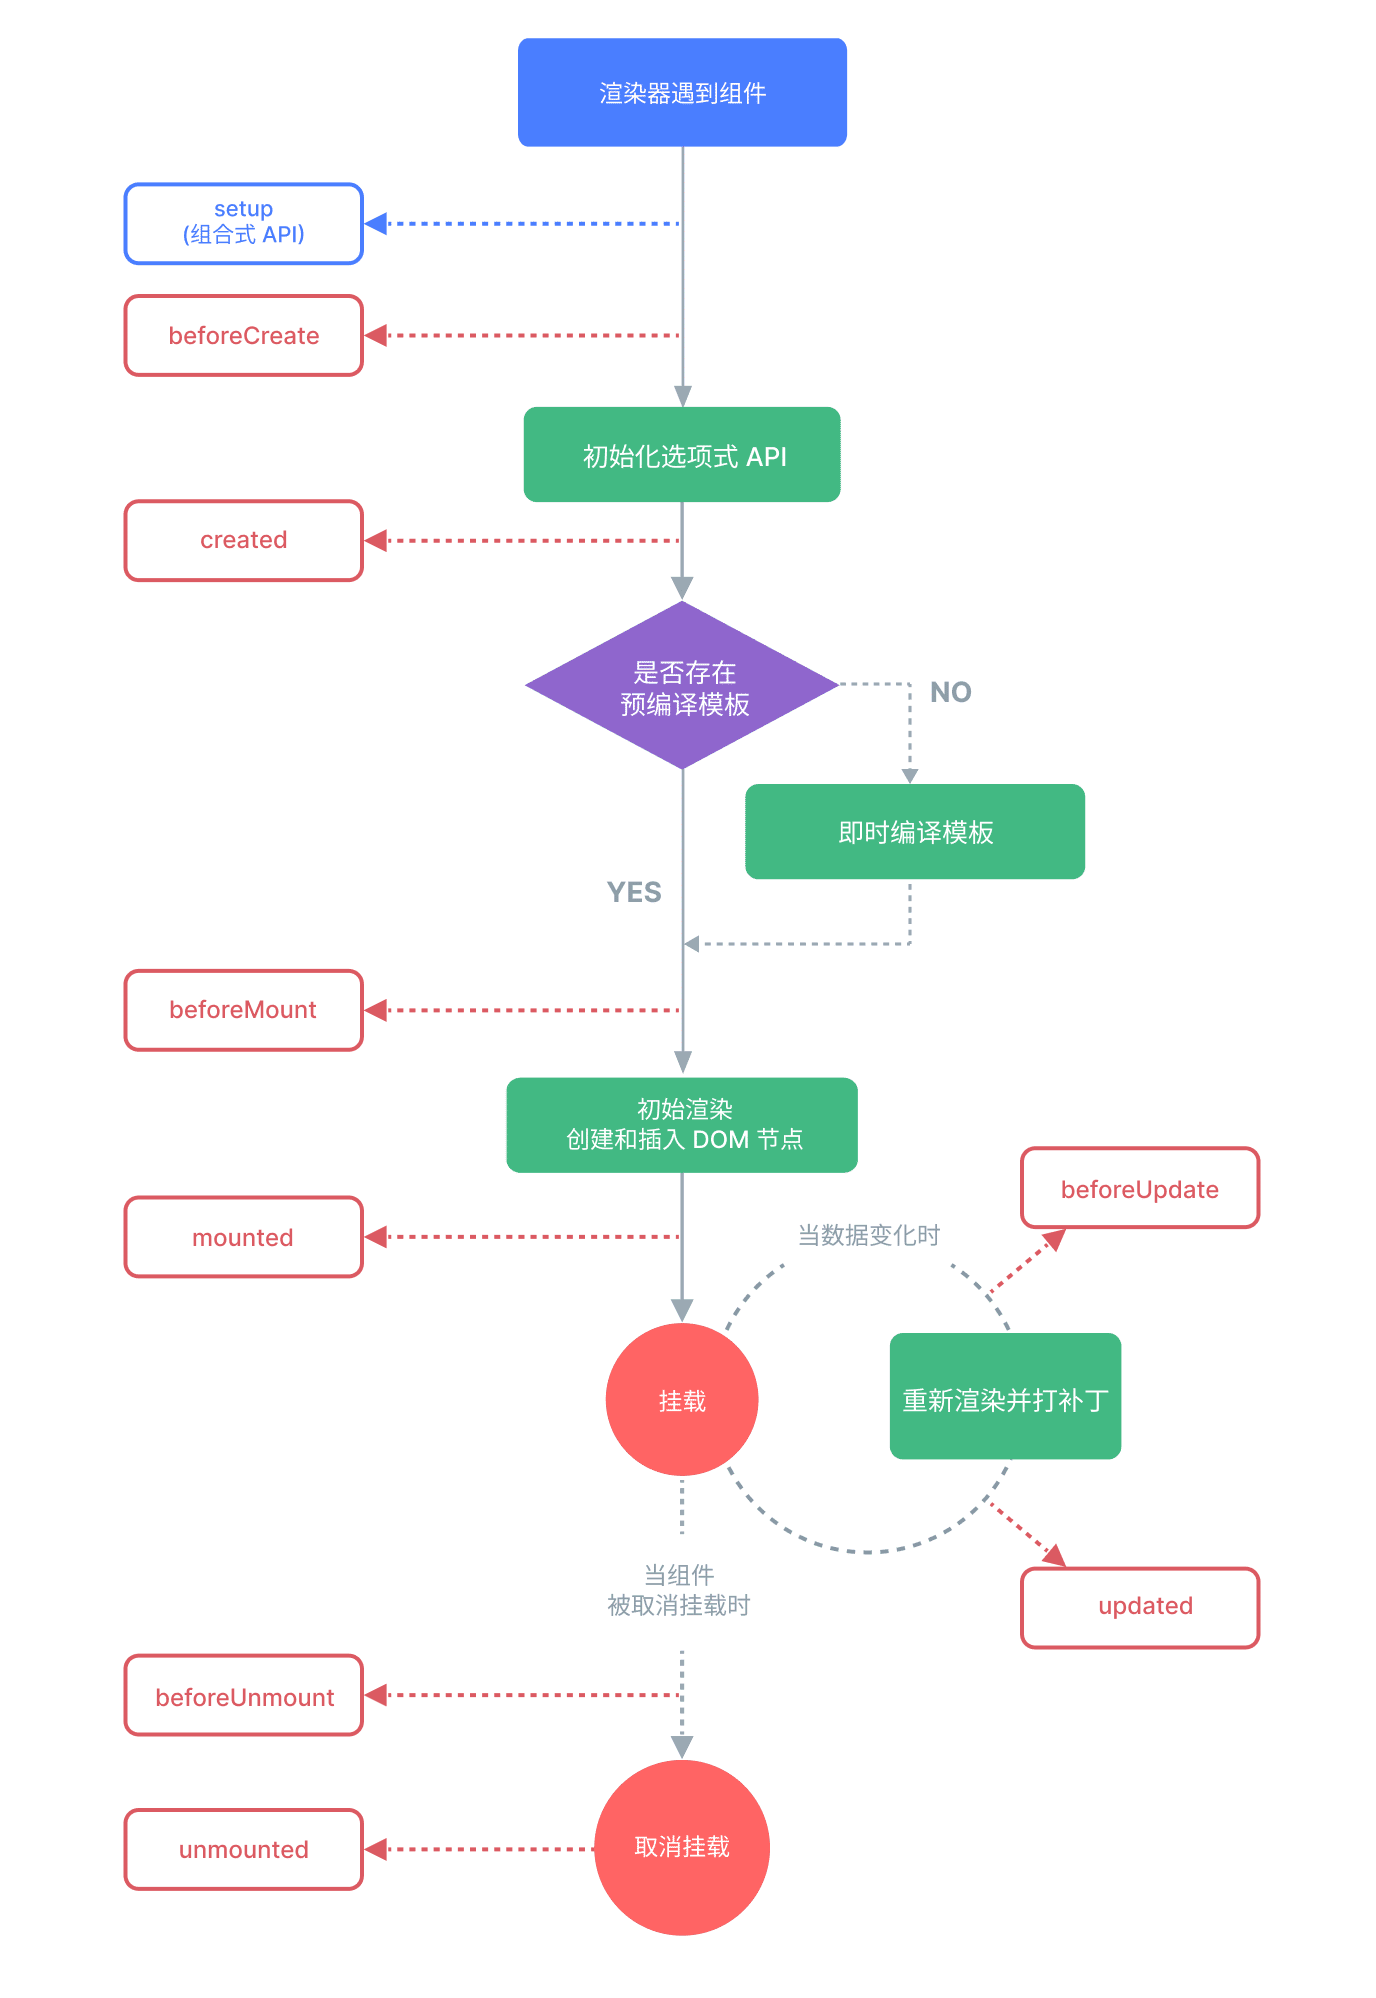 渲染器遇到组件
setup
(组合式 API)
beforeCreate
初始化选项式 API
created
是否存在
预编译模板
NO
即时编译模板
YES
beforeMount
初始渲染
创建和插入 DOM 节点
beforeUpdate
mounted
当数据变化时
挂载
重新渲染并打补丁
当组件
被取消挂载时
updated
beforeUnmount
取消挂载
unmounted